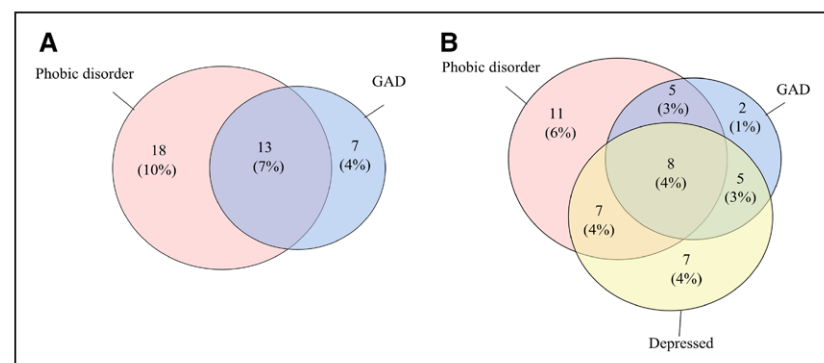 A
Phobic disorder
GAD
18
(10%)
13
(7%)
7
(4%)
B
Phobic disorder
GAD
11
(6%)
5
(3%)
2
(1%)
8
(4%)
5
(3%)
7
(4%)
7
(4%)
Depressed